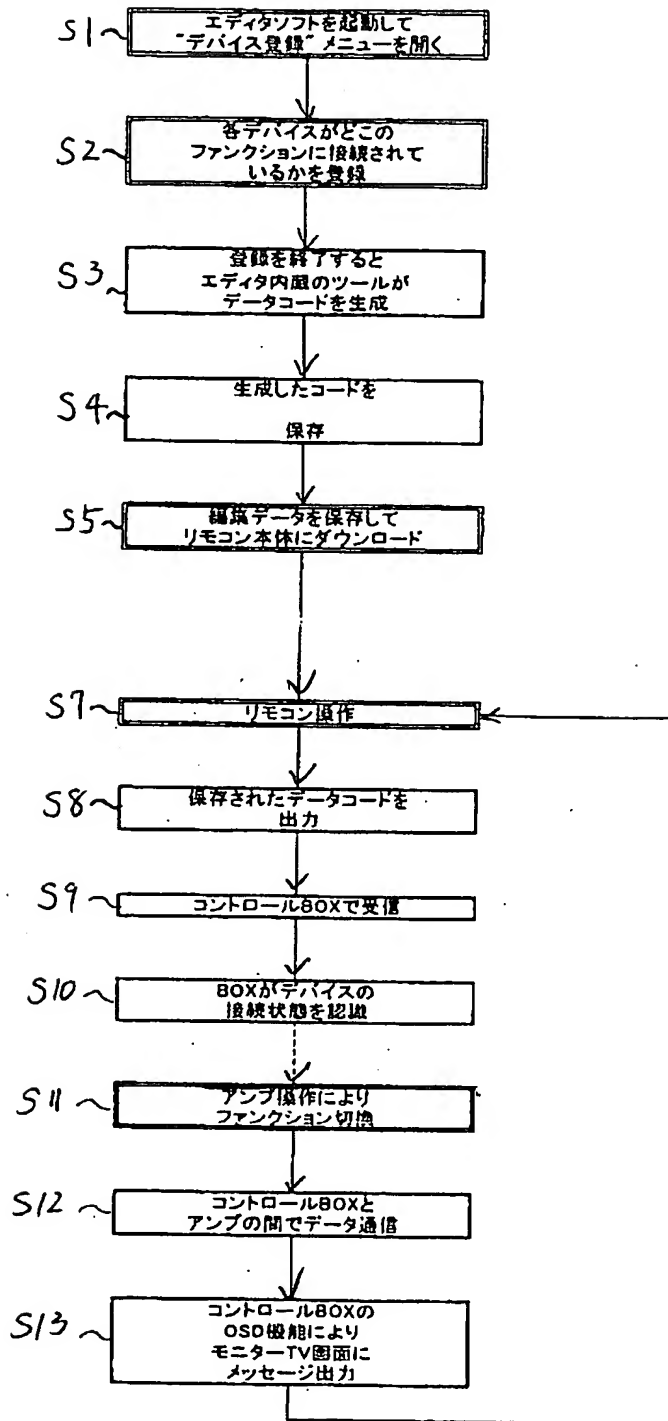 S1
エディタソフトを起動して
"デバイス登録" メニューを開く
S2
各デバイスがどこの
ファンクションに接続されて
いるかを登録
S3
登録を終了すると
エディタ内蔵のツールが
データコードを生成
S4
生成したコードを
保存
S5
編集データを保存して
リモコン本体にダウンロード
S7
リモコン操作
S8
保存されたデータコードを
出力
S9
コントロールBOXで受信
S10
BOXがデバイスの
接続状態を認識
S11
アンプ操作により
ファンクション切換
S12
コントロールBOXと
アンプの間でデータ通信
S13
コントロールBOXの
OSD機能により
モニターTV画面に
メッセージ出力